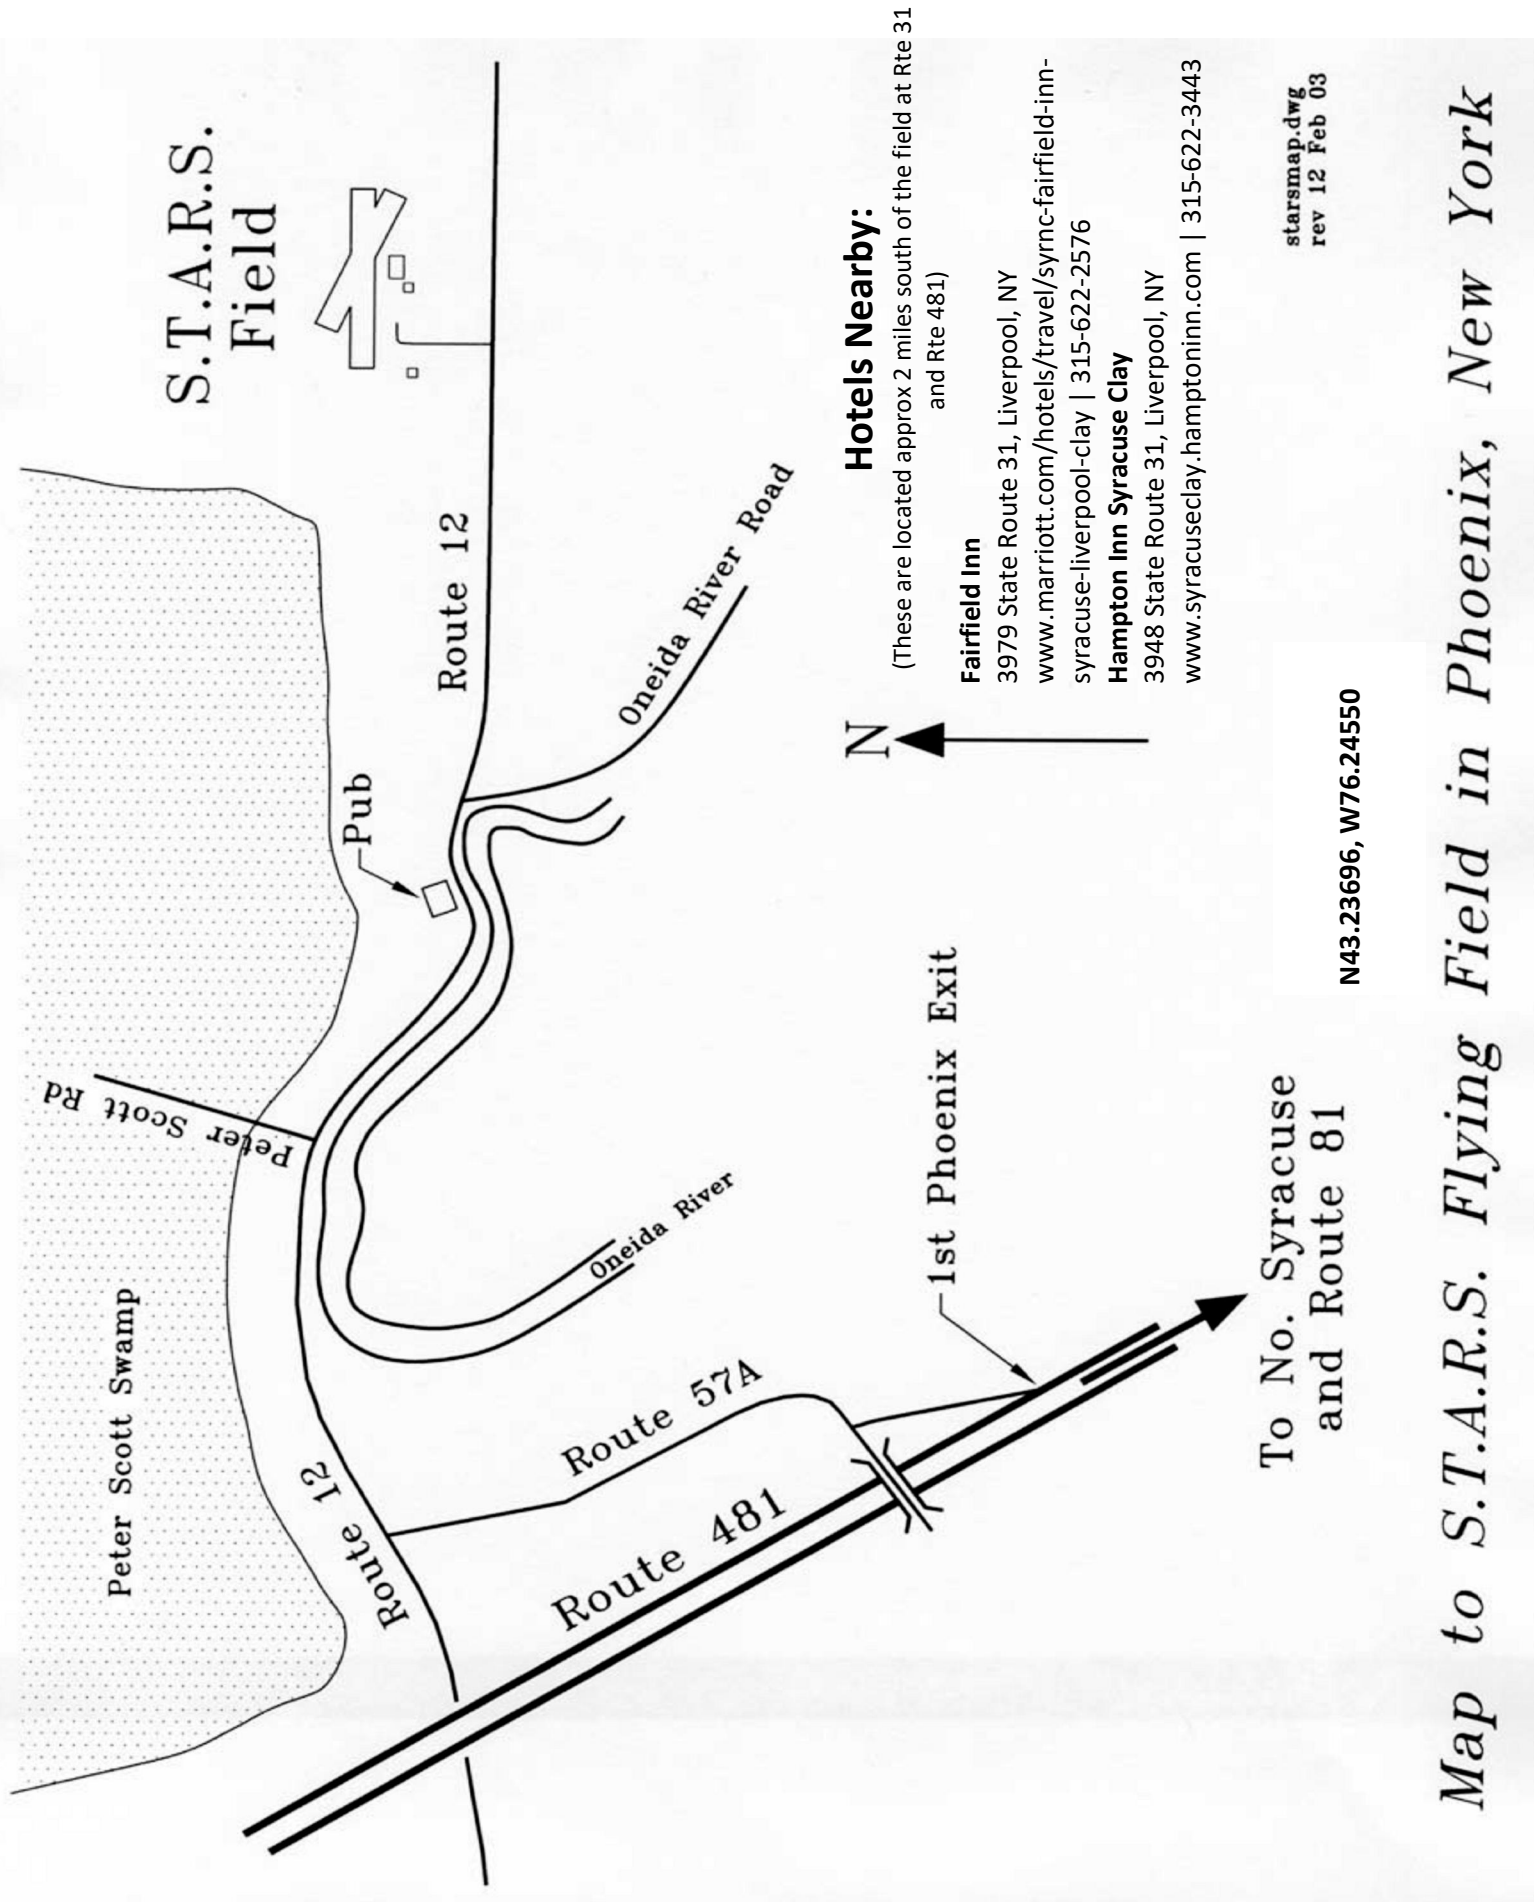 S.T.A.R.S.
Field
Peter Scott Swamp
Peter Scott Rd
Pub
Route 12
Route 12
Oneida River Road
Oneida River
Route 57A
Route 481
1st Phoenix Exit
To No. Syracuse
and Route 81
N
Hotels Nearby:
(These are located approx 2 miles south of the field at Rte 31
and Rte 481)
Fairfield Inn
3979 State Route 31, Liverpool, NY
www.marriott.com/hotels/travel/syrnc-fairfield-inn-
syracuse-liverpool-clay | 315-622-2576
Hampton Inn Syracuse Clay
3948 State Route 31, Liverpool, NY
www.syracuseclay.hamptoninn.com | 315-622-3443
starsmap.dwg
rev 12 Feb 03
N43.23696, W76.24550
Map to S.T.A.R.S. Flying Field in Phoenix, New York